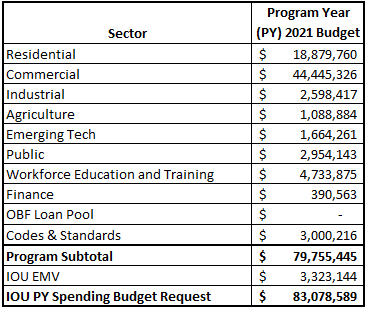 Program Year
Sector (PY) 2021 Budget
Residential $ 18,879,760
Commercial $ 44,445,326
Industrial $ 2,598,417
Agriculture $ 1,088,884
Emerging Tech $ 1,664,261
Public $ 2,954,143
Workforce Education and Training $ 4,733,875
Finance $ 390,563
OBF Loan Pool $ -
Codes & Standards $ 3,000,216
Program Subtotal $ 79,755,445
IOU EMV $ 3,323,144
IOU PY Spending Budget Request $ 83,078,589